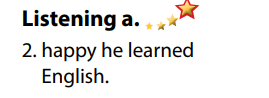 Listening a.
2. happy he learned
English.